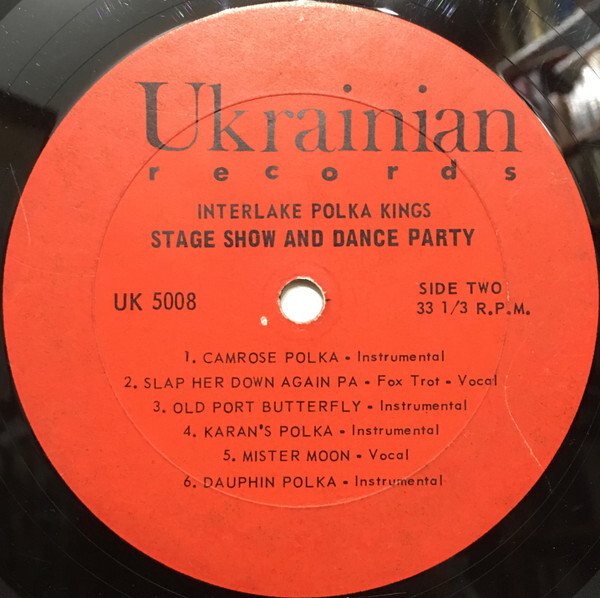 Ukrainian
records
INTERLAKE POLKA KINGS
STAGE SHOW AND DANCE PARTY
UK 5008
SIDE TWO
33 1/3 R.P.M.
1. CAMROSE POLKA - Instrumental
2. SLAP HER DOWN AGAIN PA - Fox Trot - Vocal
3. OLD PORT BUTTERFLY - Instrumental
4. KARAN'S POLKA - Instrumental
5. MISTER MOON - Vocal
6. DAUPHIN POLKA - Instrumental